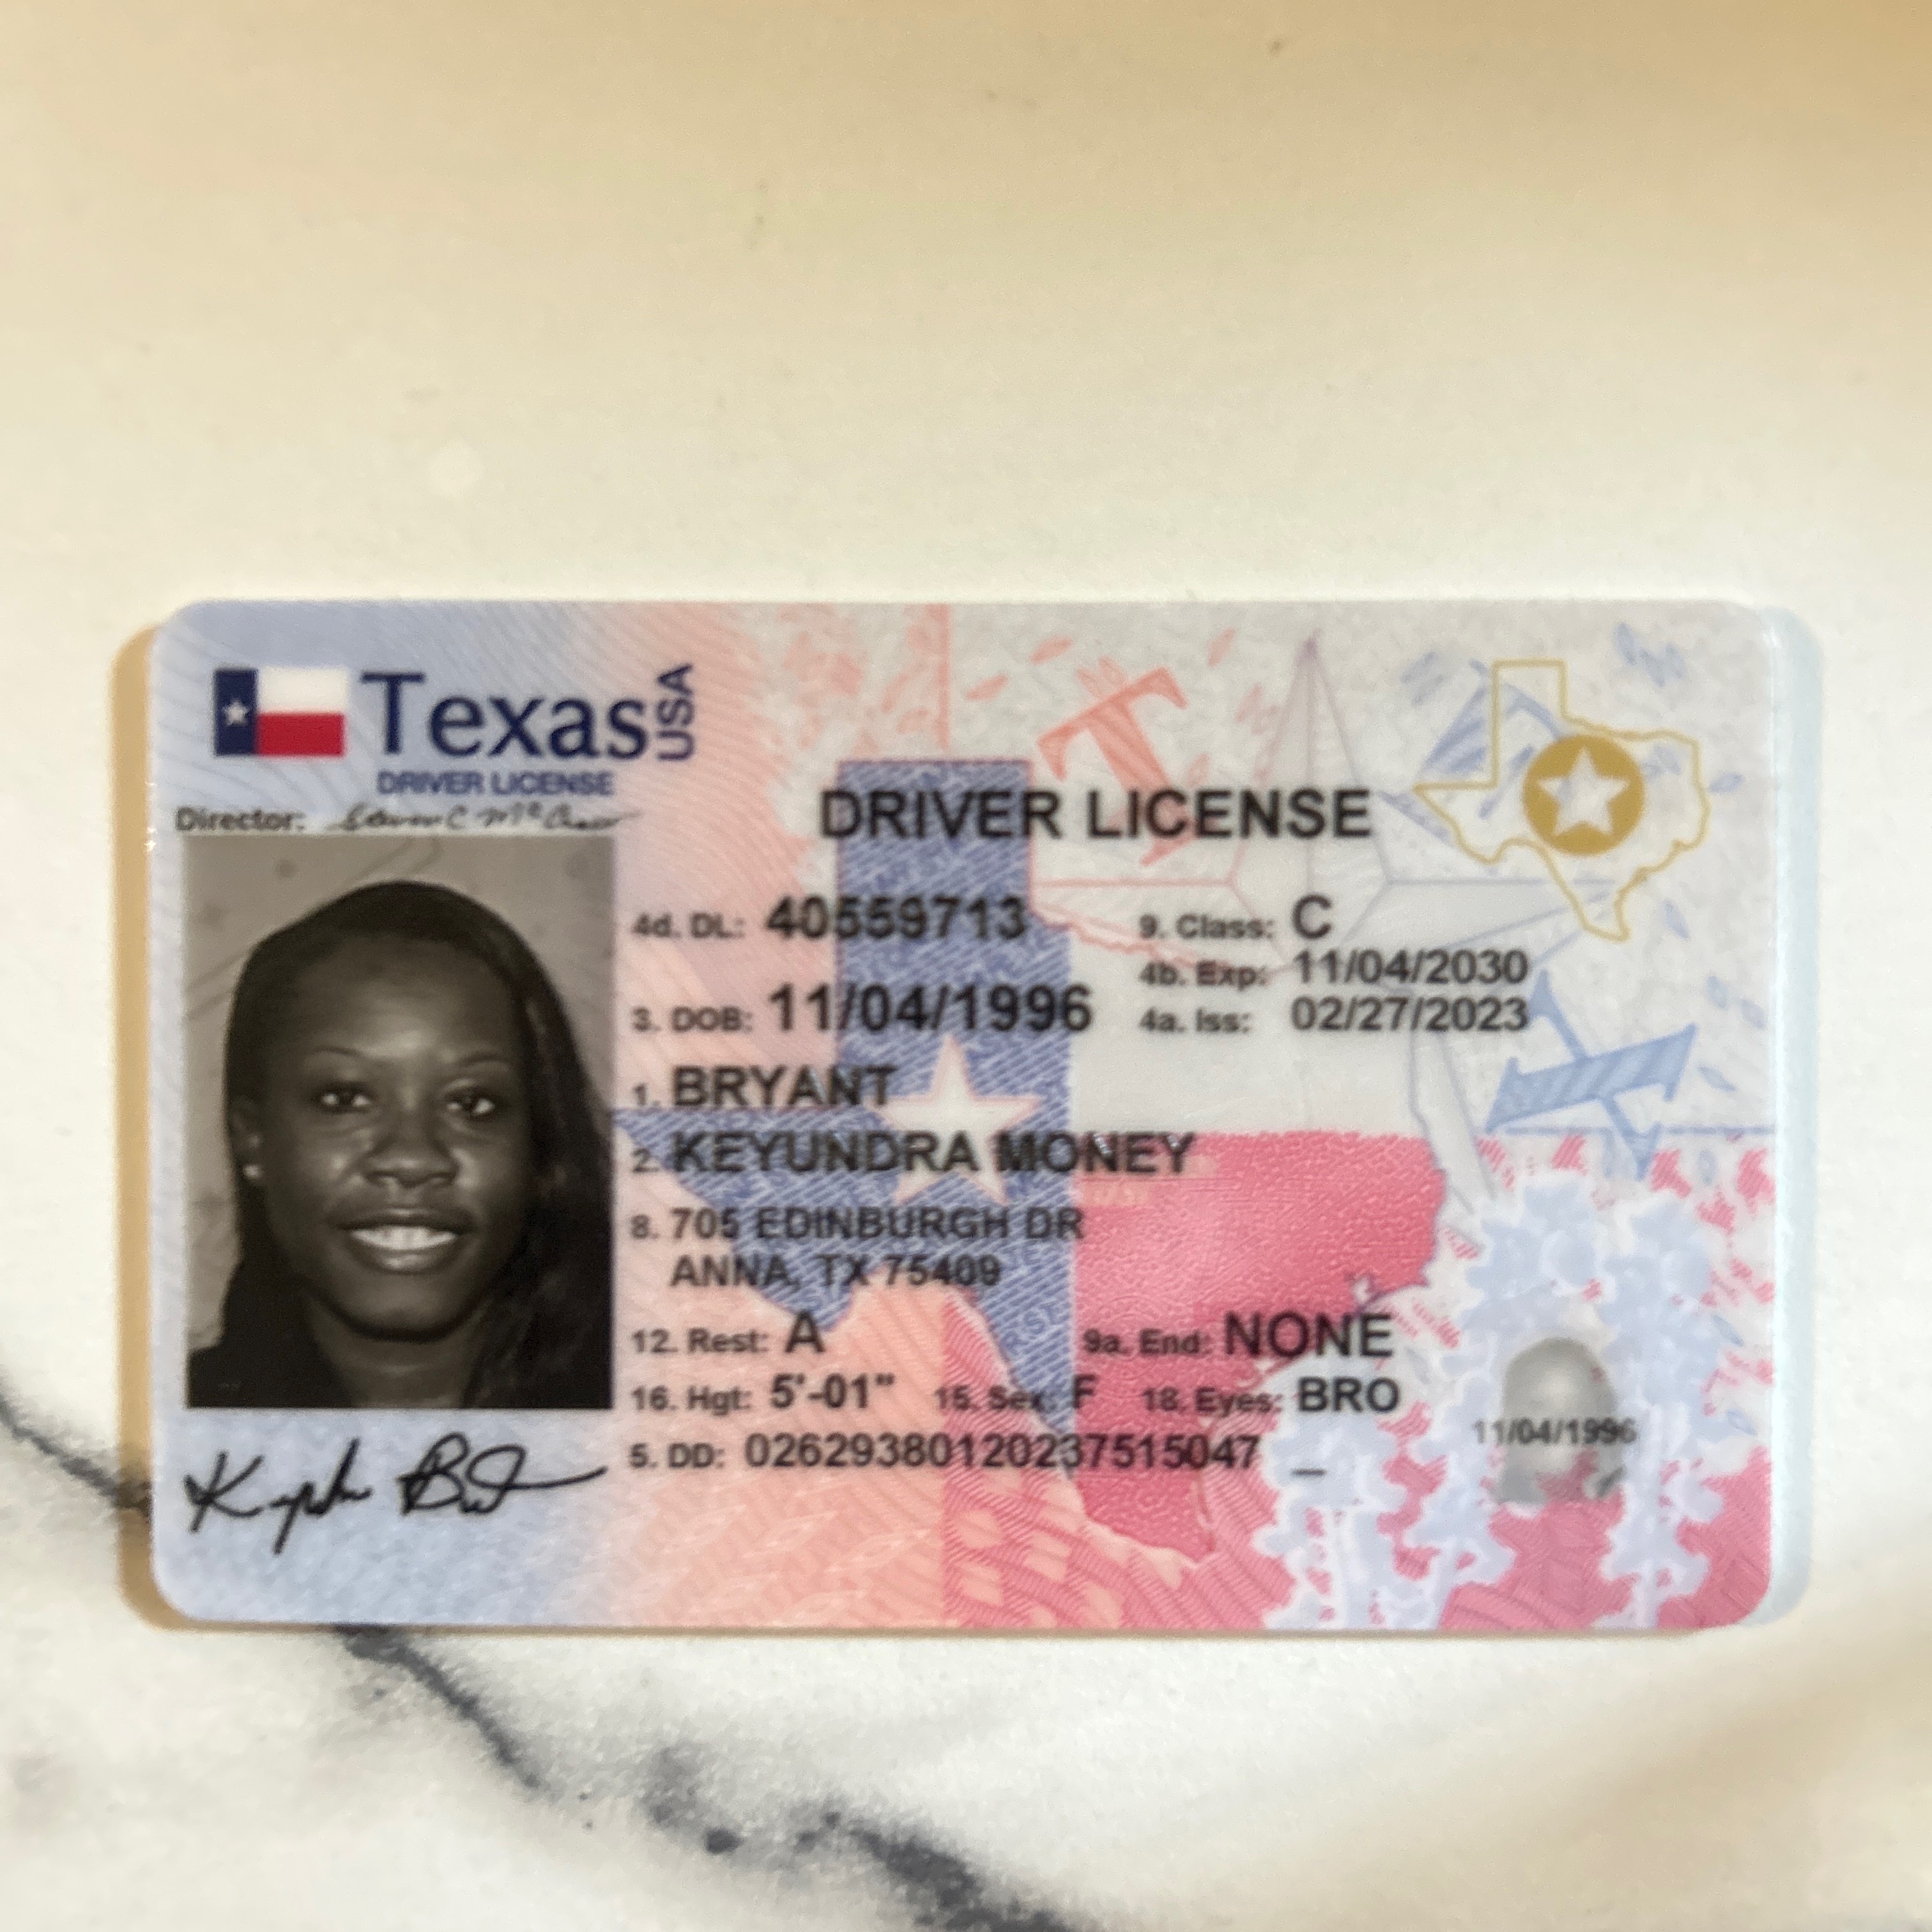 Texas USA
DRIVER LICENSE
Director:
DRIVER LICENSE
4d. DL: 40559713 9. Class: C
4b. Exp: 11/04/2030
3. DOB: 11/04/1996 4a. Iss: 02/27/2023
1. BRYANT
2. KEYUNDRA MONEY
8. 705 EDINBURGH DR
ANNA, TX 75409
12. Rest: A 9a. End: NONE
16. Hgt: 5'-01" 15. Sex: F 18. Eyes: BRO
11/04/1996
5. DD: 02629380120237515047